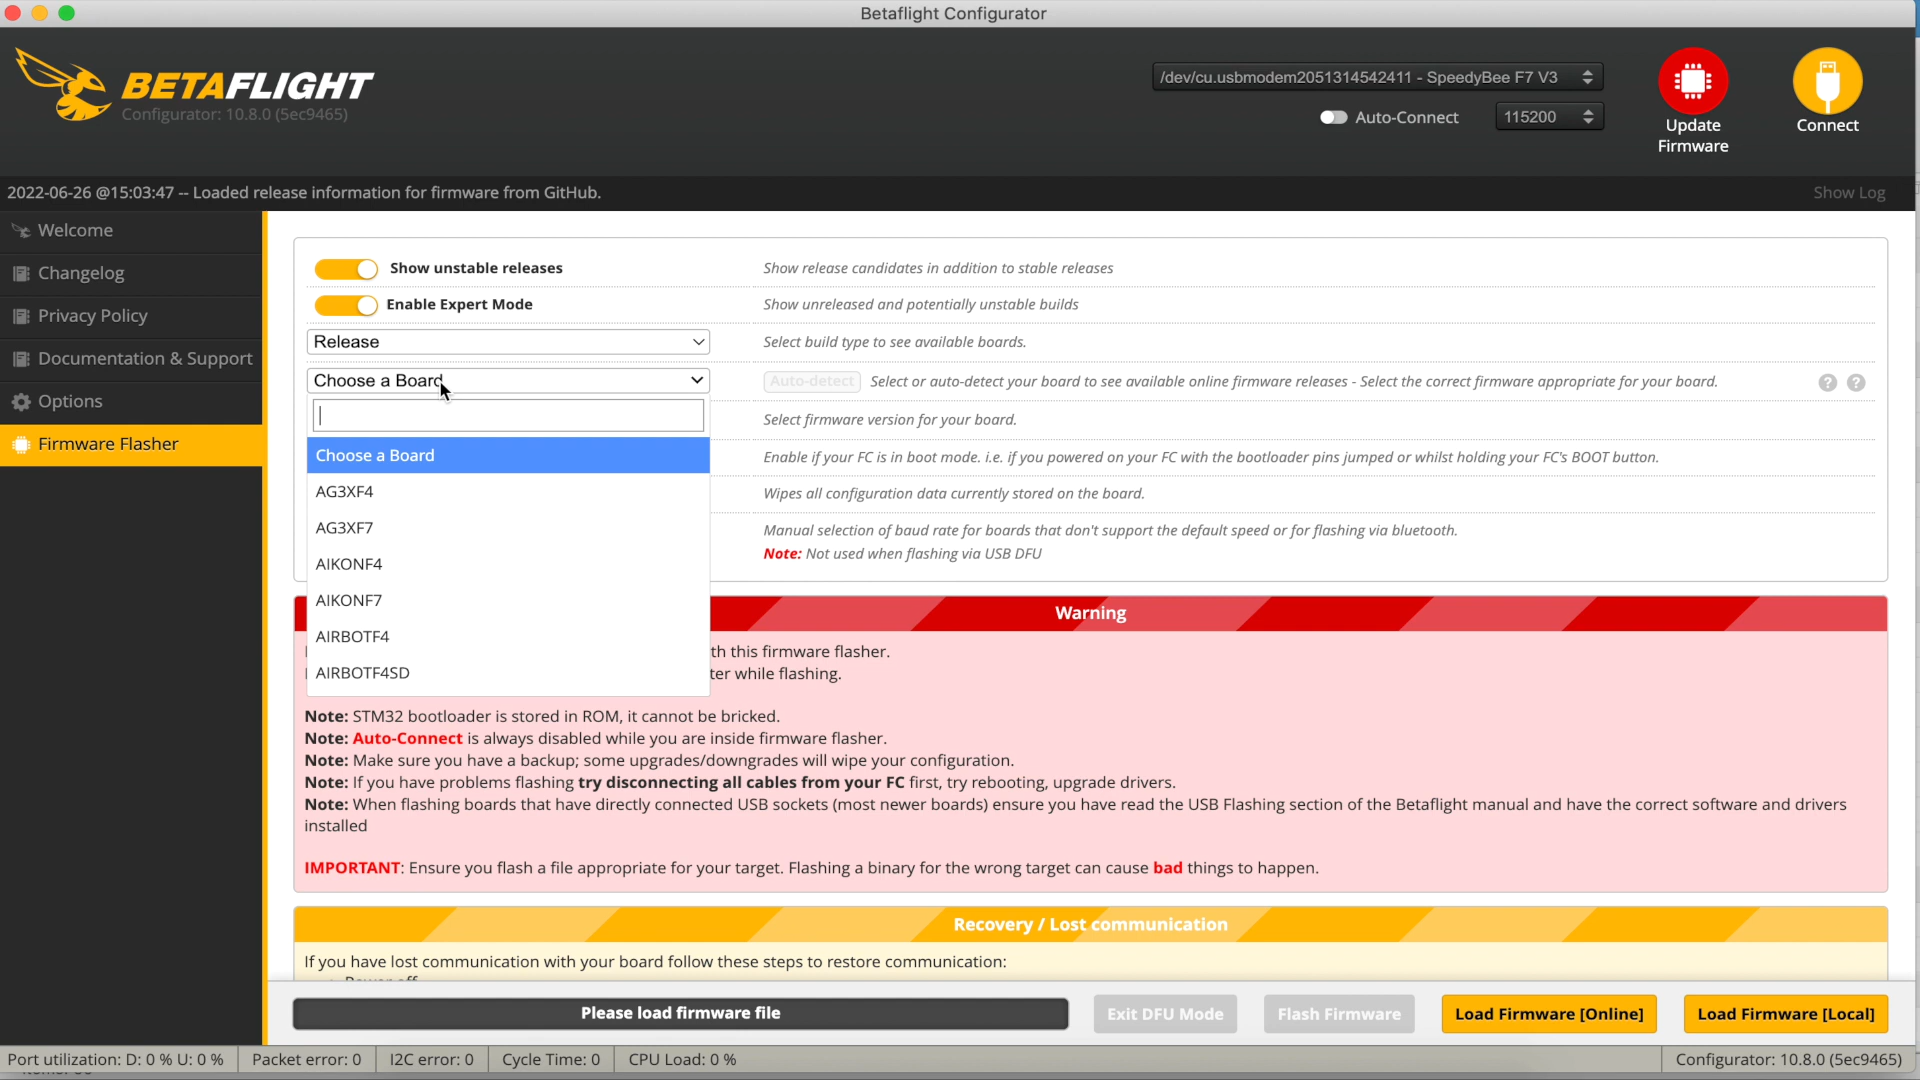 Betaflight Configurator
BETAFLIGHT
Configurator: 10.8.0 (5ec9465)
/dev/cu.usbmodem2051314542411 - SpeedyBee F7 V3
Auto-Connect
115200
Update
Firmware
Connect
2022-06-26 @15:03:47 -- Loaded release information for firmware from GitHub.
Show Log
Welcome
Changelog
Privacy Policy
Documentation & Support
Options
Firmware Flasher
Show unstable releases
Show release candidates in addition to stable releases
Enable Expert Mode
Show unreleased and potentially unstable builds
Release
Select build type to see available boards.
Choose a Board
Auto-detect
Select or auto-detect your board to see available online firmware releases - Select the correct firmware appropriate for your board.
? ?
Select firmware version for your board.
Choose a Board
Enable if your FC is in boot mode. i.e. if you powered on your FC with the bootloader pins jumped or whilst holding your FC's BOOT button.
AG3XF4
Wipes all configuration data currently stored on the board.
AG3XF7
Manual selection of baud rate for boards that don't support the default speed or for flashing via bluetooth.
Note: Not used when flashing via USB DFU
AIKONF4
AIKONF7
AIRBOTF4
AIRBOTF4SD
Warning
th this firmware flasher.
ter while flashing.
Note: STM32 bootloader is stored in ROM, it cannot be bricked.
Note: Auto-Connect is always disabled while you are inside firmware flasher.
Note: Make sure you have a backup; some upgrades/downgrades will wipe your configuration.
Note: If you have problems flashing try disconnecting all cables from your FC first, try rebooting, upgrade drivers.
Note: When flashing boards that have directly connected USB sockets (most newer boards) ensure you have read the USB Flashing section of the Betaflight manual and have the correct software and drivers
installed
IMPORTANT: Ensure you flash a file appropriate for your target. Flashing a binary for the wrong target can cause bad things to happen.
Recovery / Lost communication
If you have lost communication with your board follow these steps to restore communication:
Please load firmware file
Exit DFU Mode
Flash Firmware
Load Firmware [Online]
Load Firmware [Local]
Port utilization: D: 0 % U: 0 %
Packet error: 0
I2C error: 0
Cycle Time: 0
CPU Load: 0 %
Configurator: 10.8.0 (5ec9465)